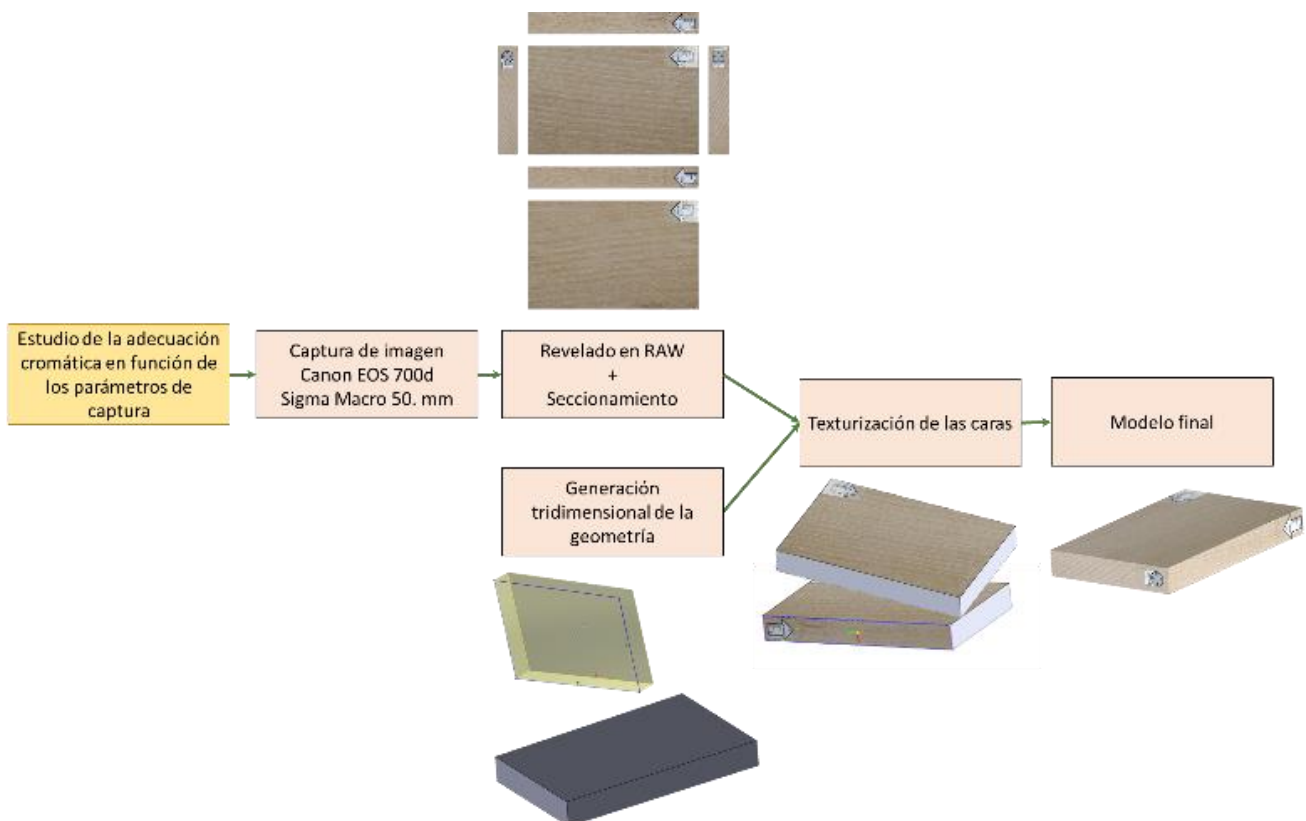 Estudio de la adecuación
cromática en función de
los parámetros de
captura
Captura de imagen
Canon EOS 700d
Sigma Macro 50. mm
Revelado en RAW
+
Seccionamiento
Generación
tridimensional de la
geometría
Texturización de las caras
Modelo final